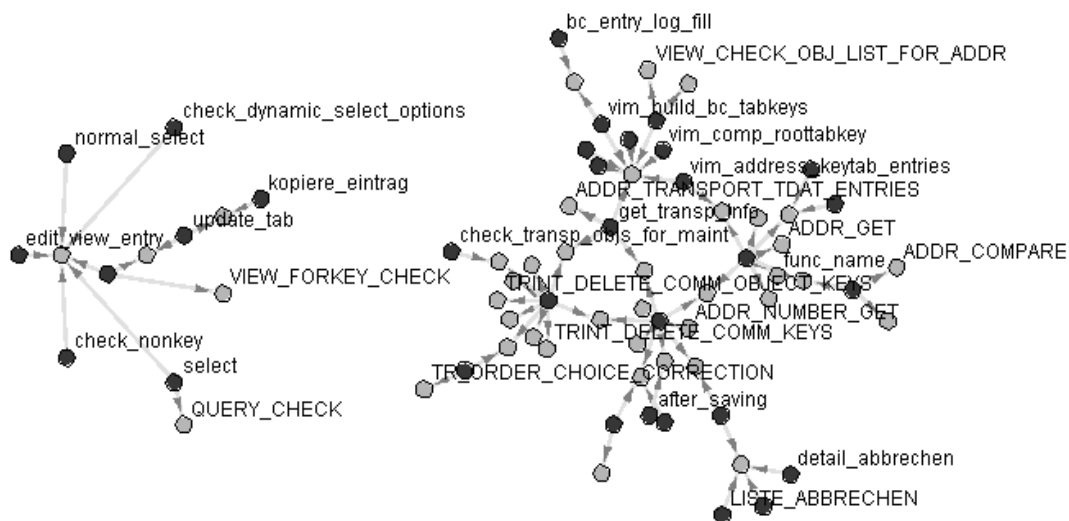 bc_entry_log_fill
VIEW_CHECK_OBJ_LIST_FOR_ADDR
check_dynamic_select_options
vim_build_bc_tabkeys
normal_select
vim_comp_roottabkey
vim_address_keytab_entries
kopiere_eintrag
ADDR_TRANSPORT_TDAT_ENTRIES
update_tab
get_transp_info
ADDR_GET
edit_view_entry
check_transp_objs_for_maint
ADDR_COMPARE
func_name
VIEW_FORKEY_CHECK
TRINT_DELETE_COMM_OBJECT_KEYS
ADDR_NUMBER_GET
TRINT_DELETE_COMM_KEYS
check_nonkey
select
TR_ORDER_CHOICE_CORRECTION
QUERY_CHECK
after_saving
detail_abbrechen
LISTE_ABBRECHEN